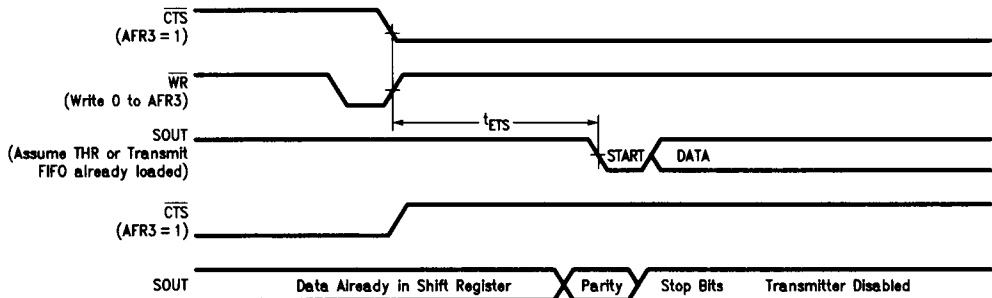 CTS
(AFR3 = 1)
WR
(Write 0 to AFR3)
tETS
SOUT
(Assume THR or Transmit
FIFO already loaded)
START
DATA
CTS
(AFR3 = 1)
SOUT
Data Already in Shift Register
Parity
Stop Bits
Transmitter Disabled